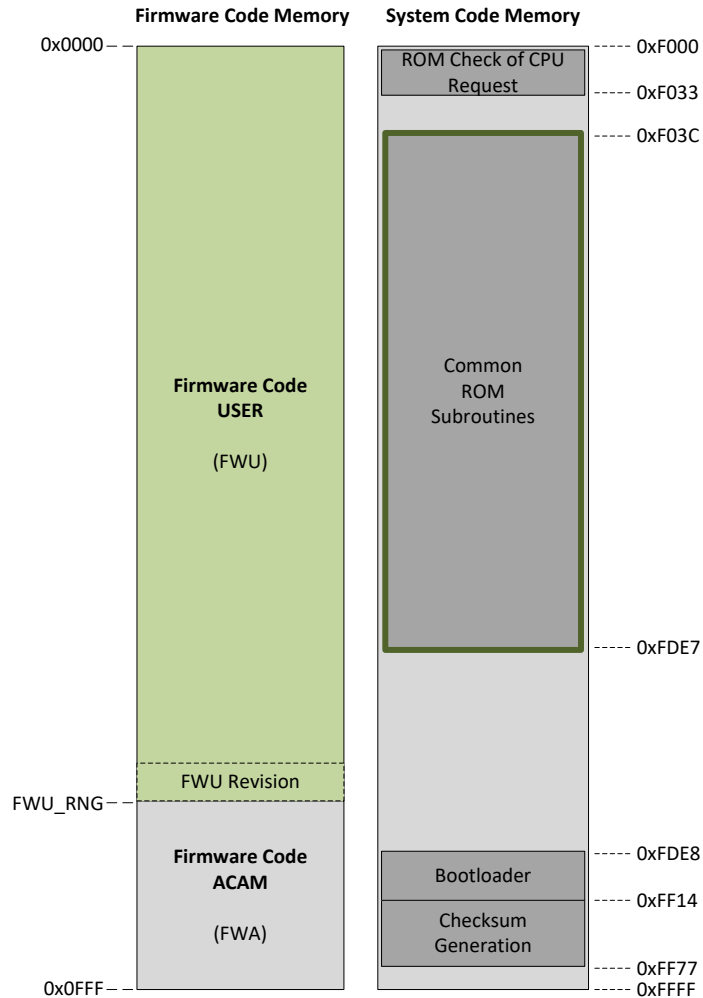 Firmware Code Memory
System Code Memory
0x0000
0xF000
ROM Check of CPU
Request
0xF033
0xF03C
Common
ROM
Subroutines
Firmware Code
USER
(FWU)
0xFDE7
FWU Revision
FWU_RNG
Firmware Code
ACAM
(FWA)
0xFDE8
Bootloader
0xFF14
Checksum
Generation
0xFF77
0x0FFF
0xFFFF